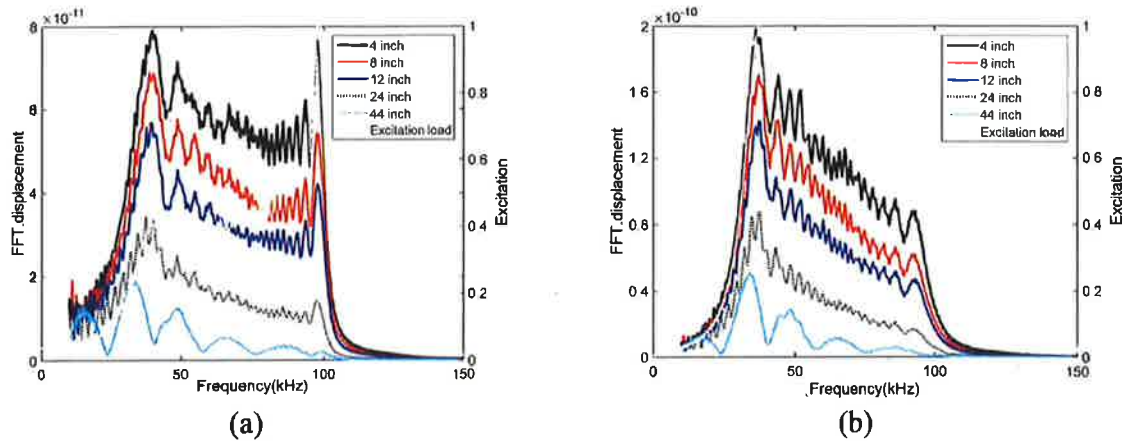 ×10⁻¹¹
8
6
4
2
0
FFT.displacement
1
0.8
0.6
0.4
0.2
0
Excitation
4 inch
8 inch
12 inch
24 inch
44 inch
Excitation load
0 50 100 150
Frequency(kHz)
(a)
×10⁻¹⁰
2
1.6
1.2
0.8
0 4
0
FFT.displacement
1
0.8
0.6
0.4
0.2
0
Excitation
4 inch
8 inch
12 inch
24 inch
44 inch
Excitation load
0 50 100 150
Frequency(kHz)
(b)